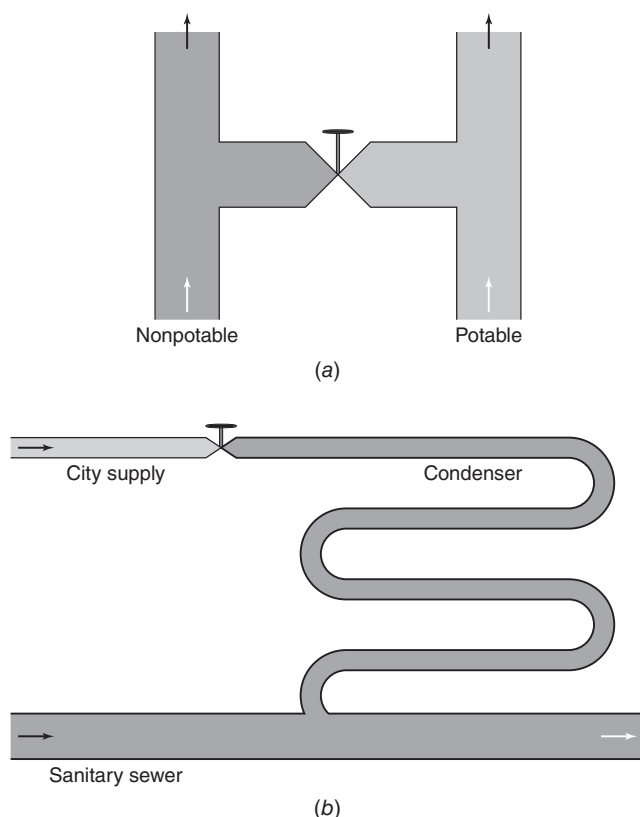 Nonpotable Potable
(a)
City supply Condenser
Sanitary sewer
(b)